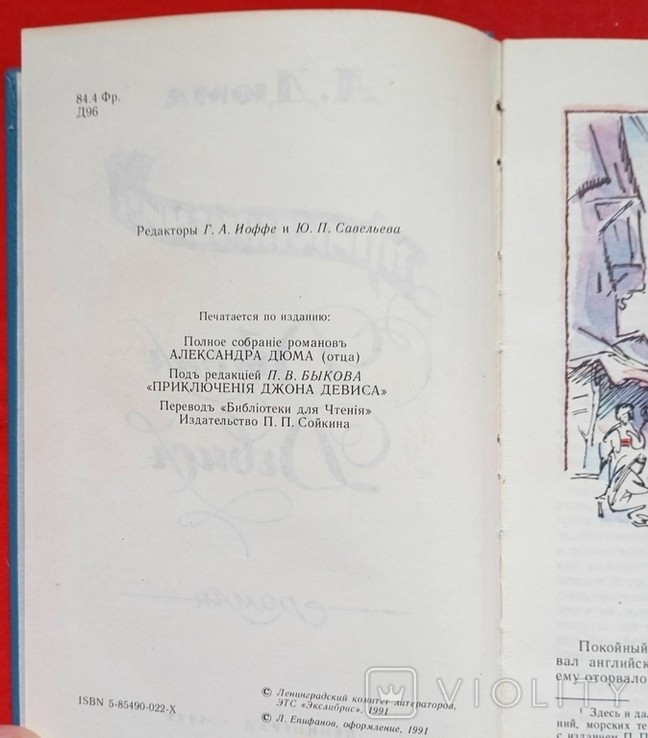 84.4 Фр.
Д96
Редакторы Г. А. Иоффе и Ю. П. Савельева
Печатается по изданию:
Полное собраніе романовъ
АЛЕКСАНДРА ДЮМА (отца)
Подъ редакціей П. В. БЫКОВА
«ПРИКЛЮЧЕНІЯ ДЖОНА ДЕВИСА»
Переводъ «Библіотеки для Чтенія»
Издательство П. П. Сойкина
ISBN 5-85490-022-X
© Ленинградский комитет литераторов.
ЭТС «Экслибрис». 1991
© Л. Епифанов, оформление, 1991
Покойный
вал английск
ему оторвало
1 Здесь и да
ний, морских те
с изданием П. П
VIOLITY